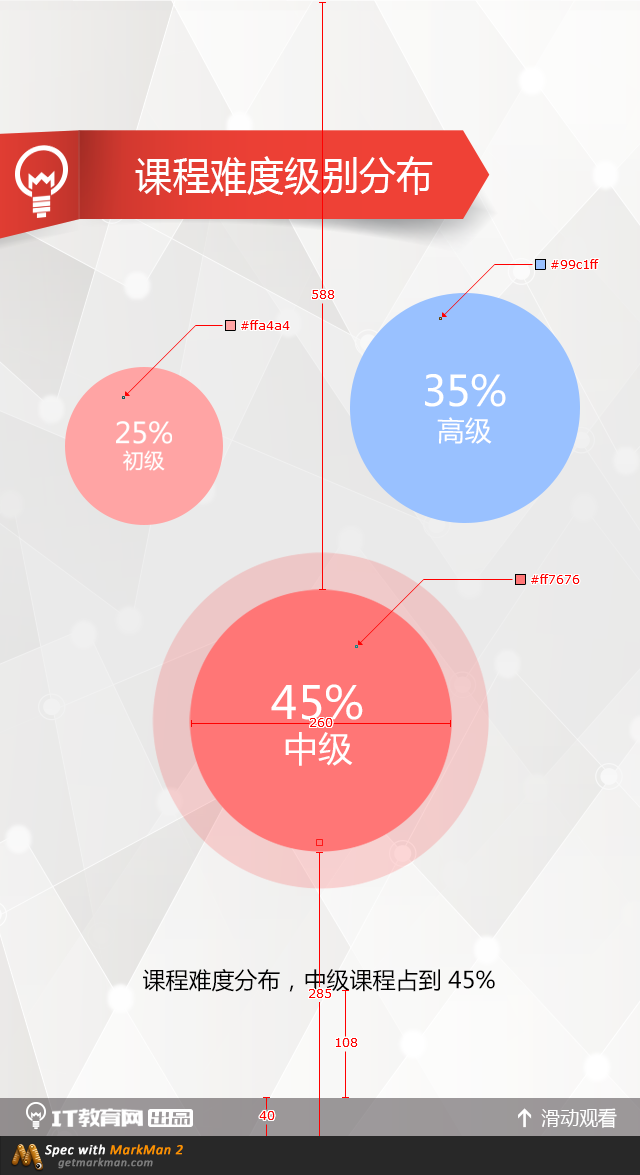 课程难度级别分布
#99c1ff
588
#ffa4a4
35%
高级
25%
初级
#ff7676
45%
260
中级
课程难度分布，中级课程占到 45%
285
108
IT教育网 出品
40
滑动观看
Spec with MarkMan 2
getmarkman.com